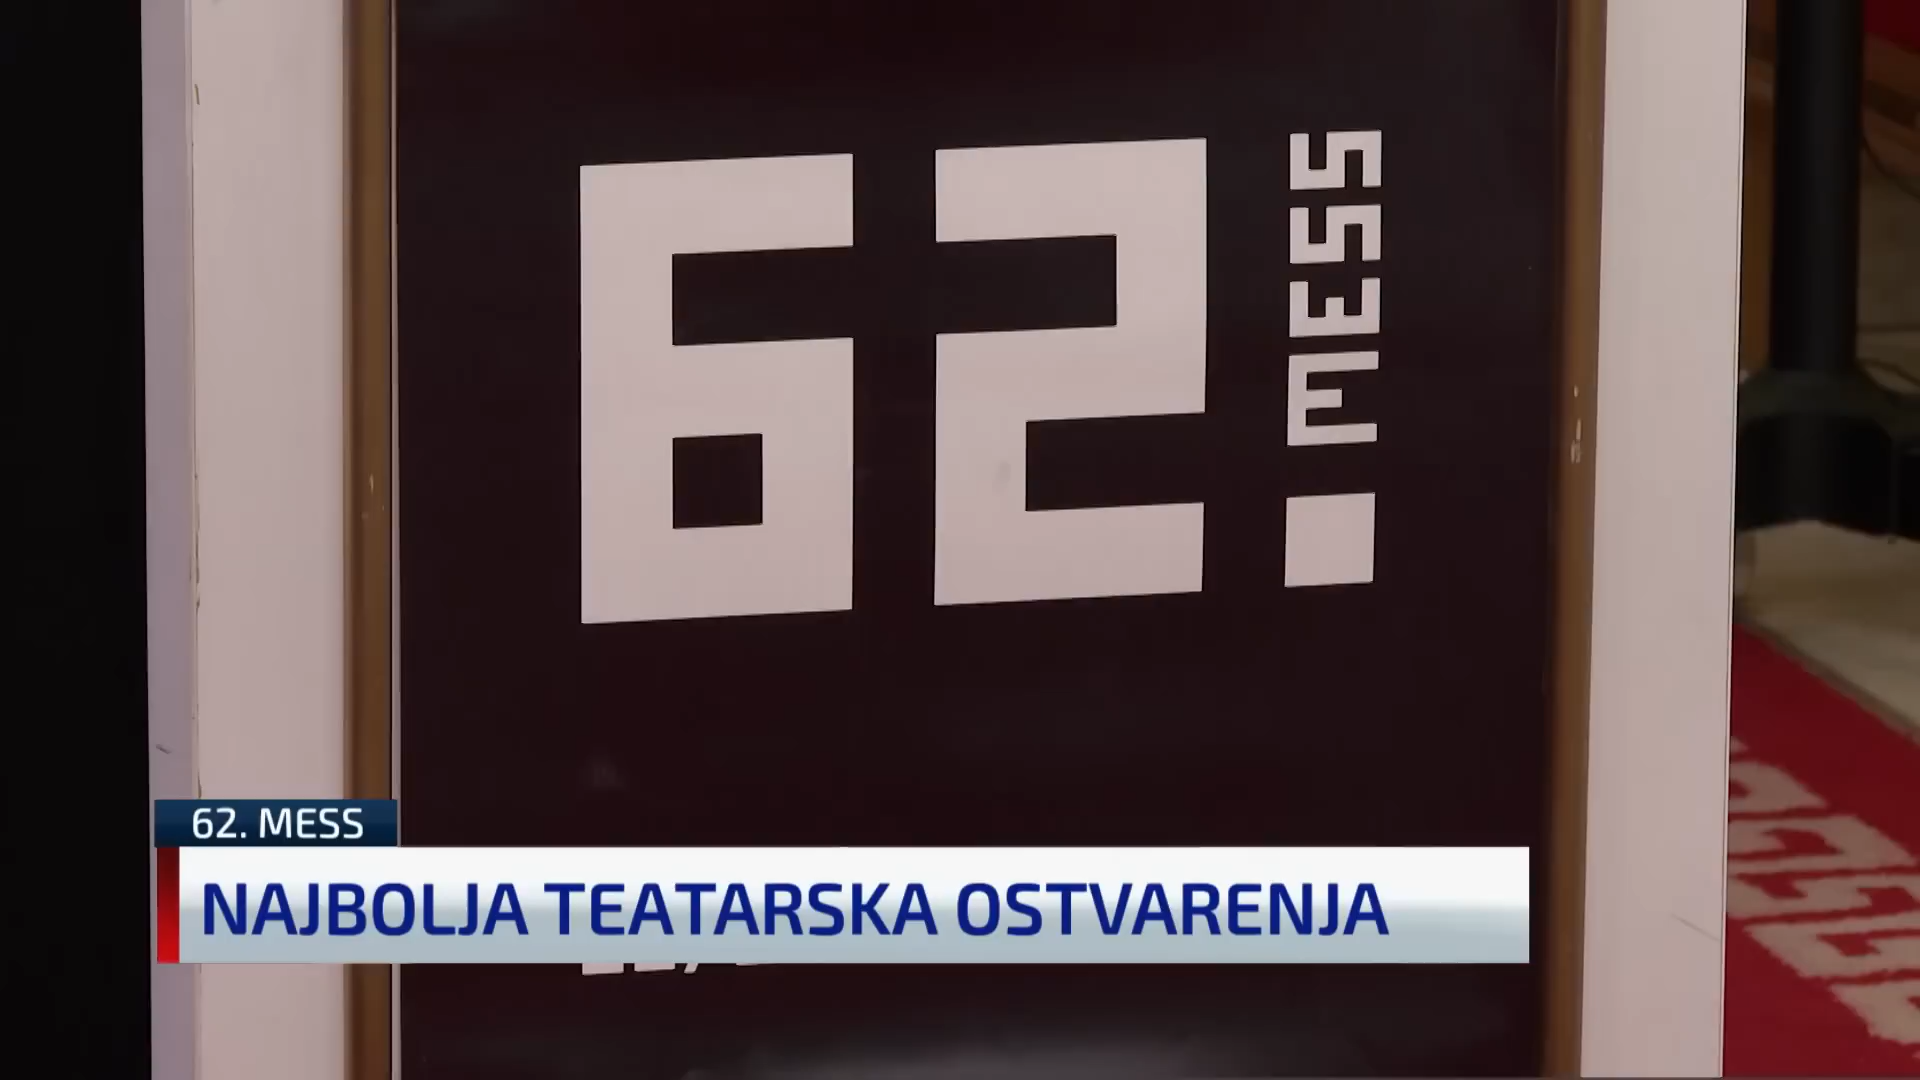 62.
MESS
62. MESS
NAJBOLJA TEATARSKA OSTVARENJA